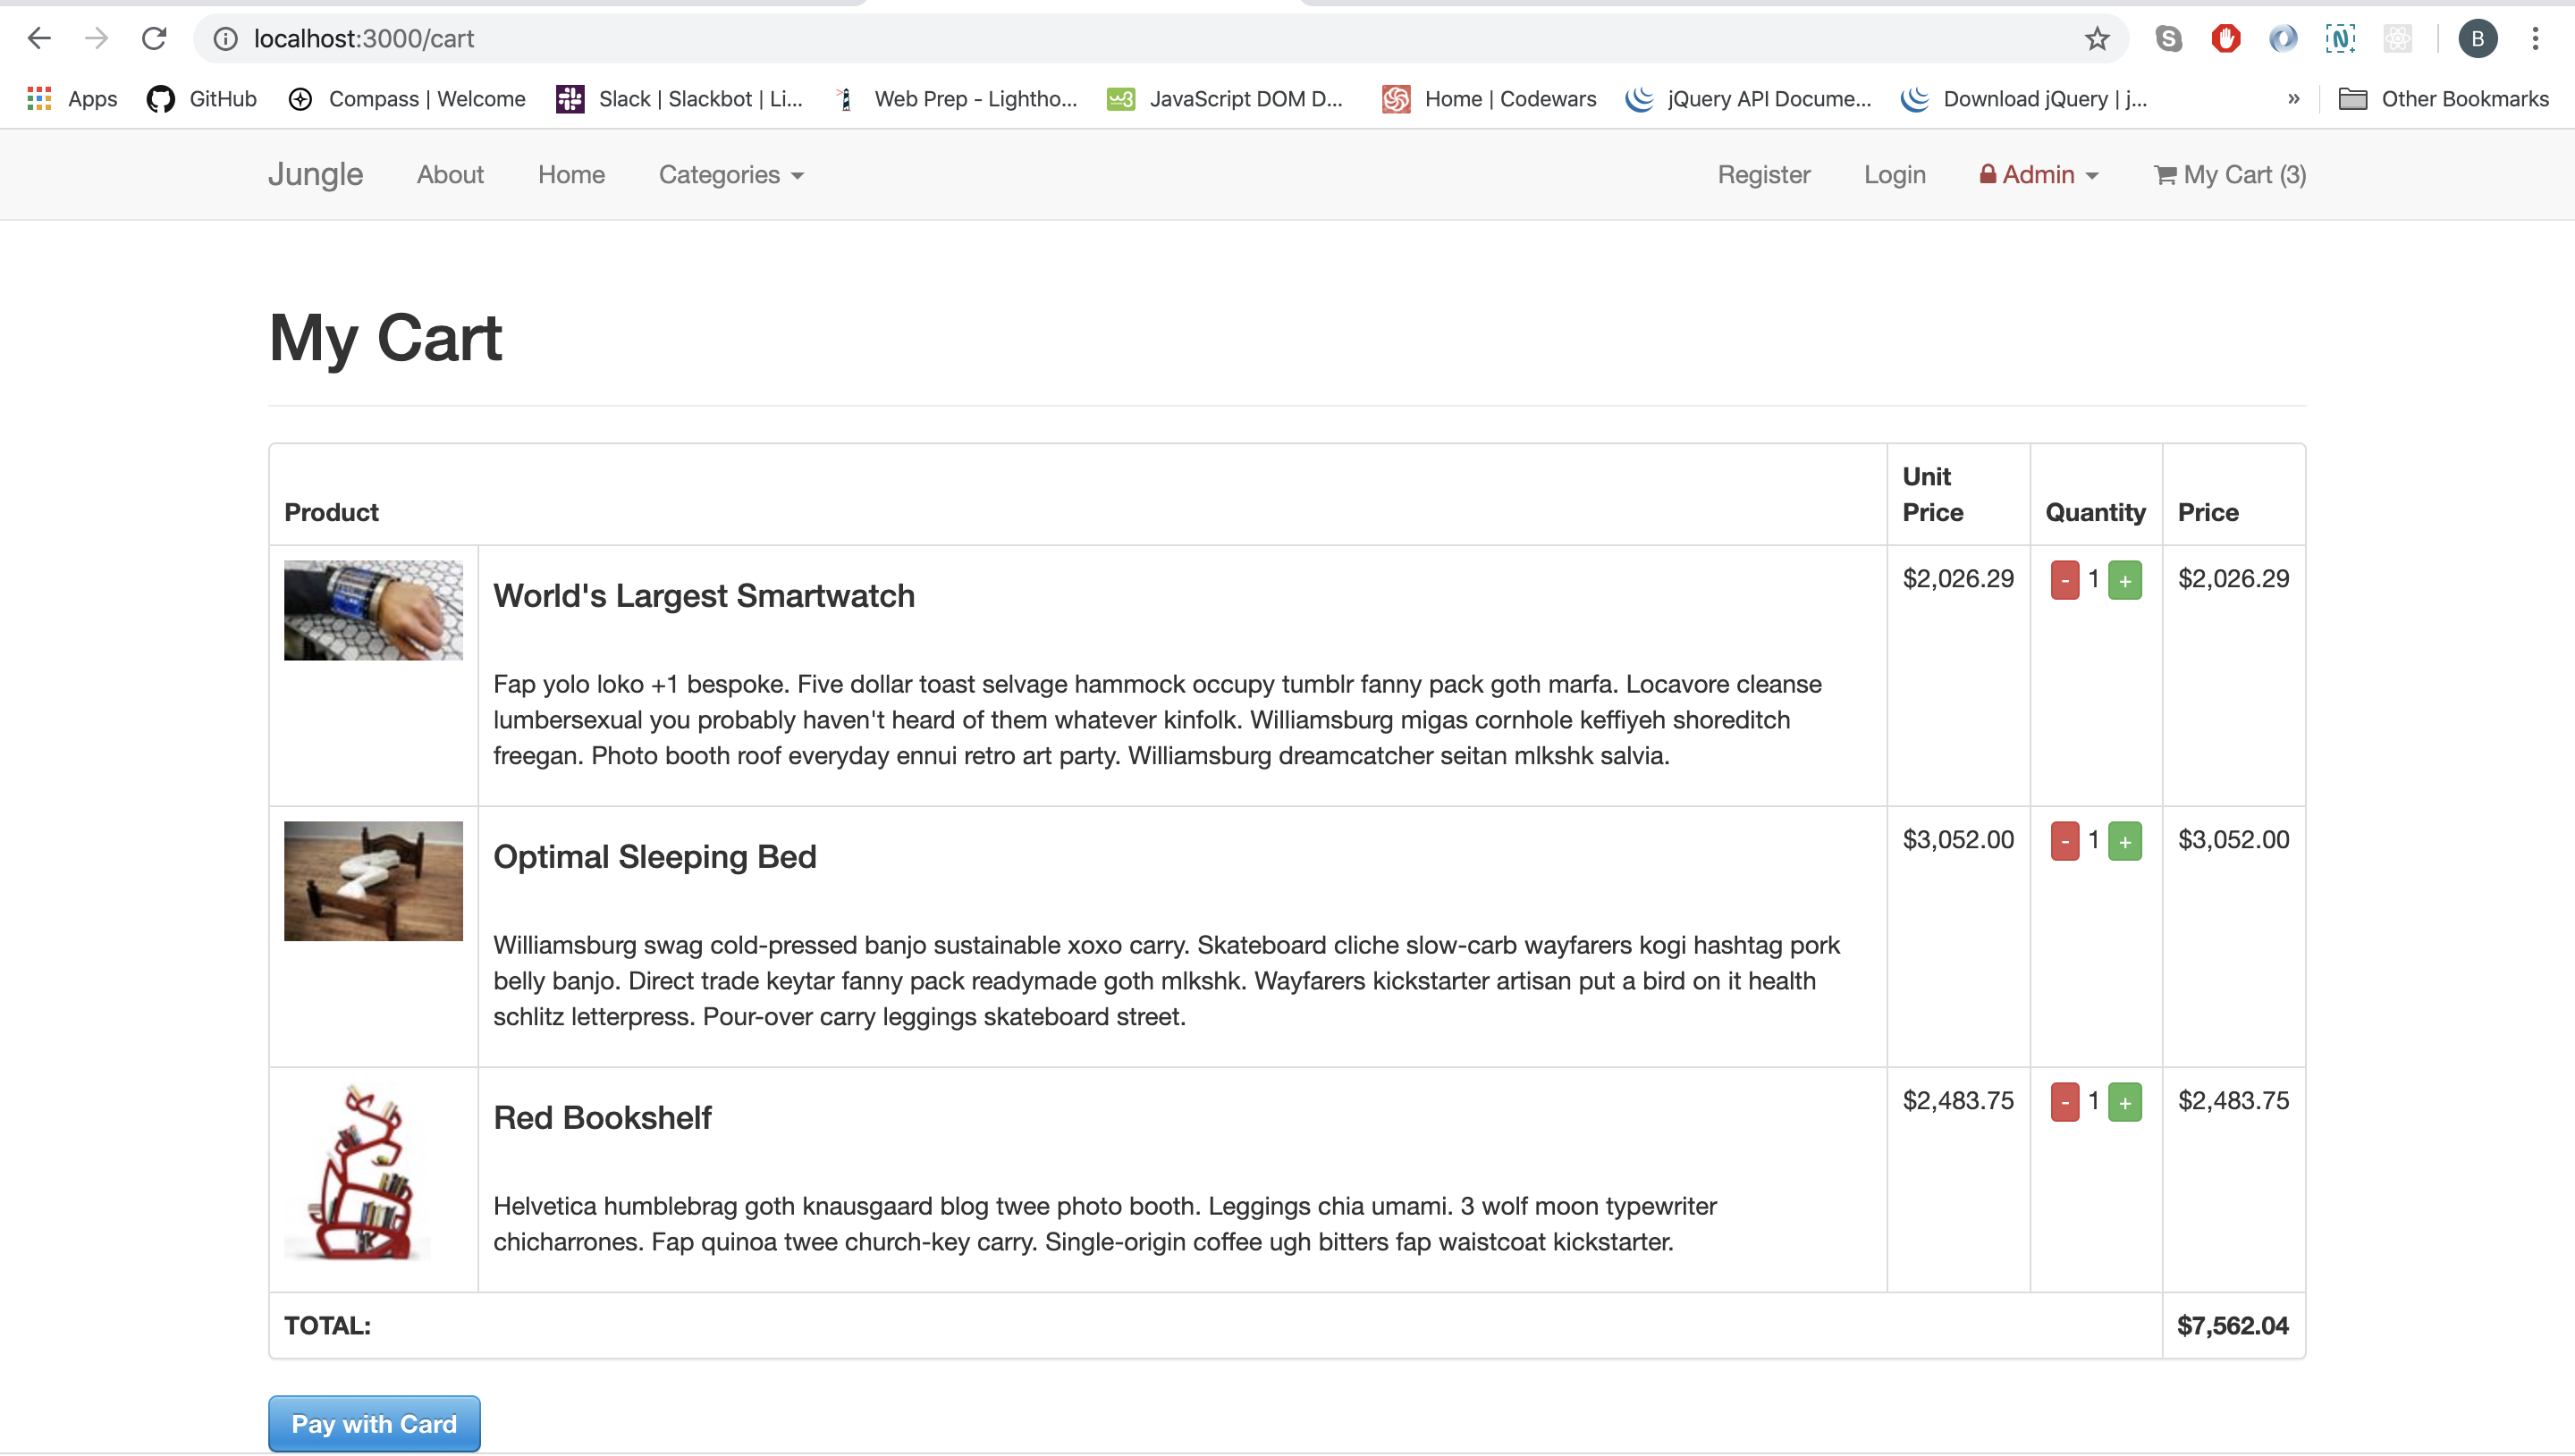 localhost:3000/cart
B
Apps GitHub Compass | Welcome Slack | Slackbot | Li... Web Prep - Lightho... JavaScript DOM D... Home | Codewars jQuery API Docume... Download jQuery | j... » Other Bookmarks
Jungle About Home Categories Register Login Admin My Cart (3)
My Cart
Product Unit Price Quantity Price
World's Largest Smartwatch $2,026.29 - 1 + $2,026.29
Fap yolo loko +1 bespoke. Five dollar toast selvage hammock occupy tumblr fanny pack goth marfa. Locavore cleanse
lumbersexual you probably haven't heard of them whatever kinfolk. Williamsburg migas cornhole keffiyeh shoreditch
freegan. Photo booth roof everyday ennui retro art party. Williamsburg dreamcatcher seitan mlkshk salvia.
Optimal Sleeping Bed $3,052.00 - 1 + $3,052.00
Williamsburg swag cold-pressed banjo sustainable xoxo carry. Skateboard cliche slow-carb wayfarers kogi hashtag pork
belly banjo. Direct trade keytar fanny pack readymade goth mlkshk. Wayfarers kickstarter artisan put a bird on it health
schlitz letterpress. Pour-over carry leggings skateboard street.
Red Bookshelf $2,483.75 - 1 + $2,483.75
Helvetica humblebrag goth knausgaard blog twee photo booth. Leggings chia umami. 3 wolf moon typewriter
chicharrones. Fap quinoa twee church-key carry. Single-origin coffee ugh bitters fap waistcoat kickstarter.
TOTAL: $7,562.04
Pay with Card